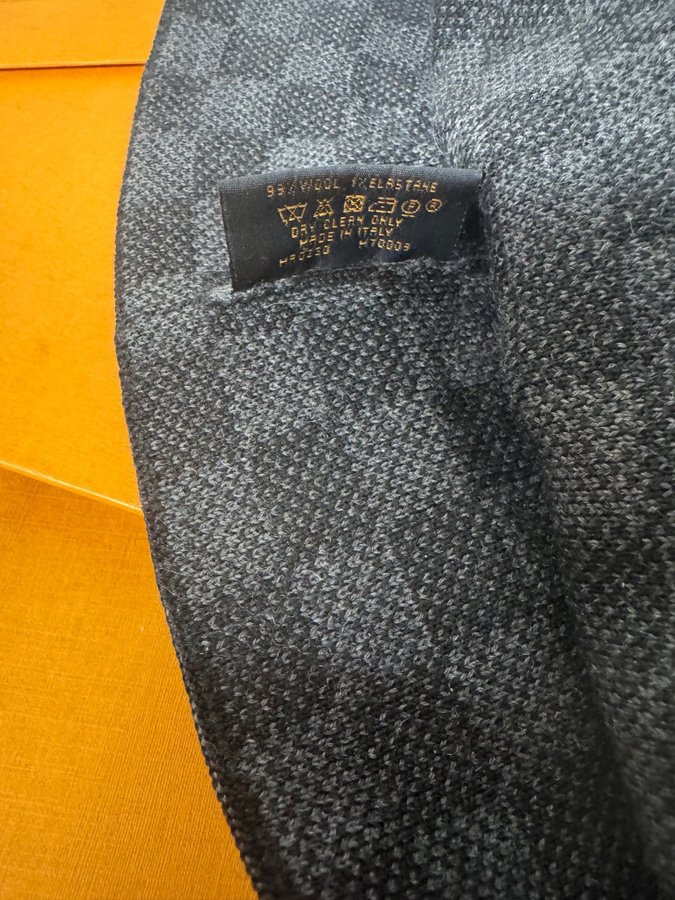 99% WOOL 1%ELASTANE
DRY CLEAN ONLY
MADE IN ITALY
M70009